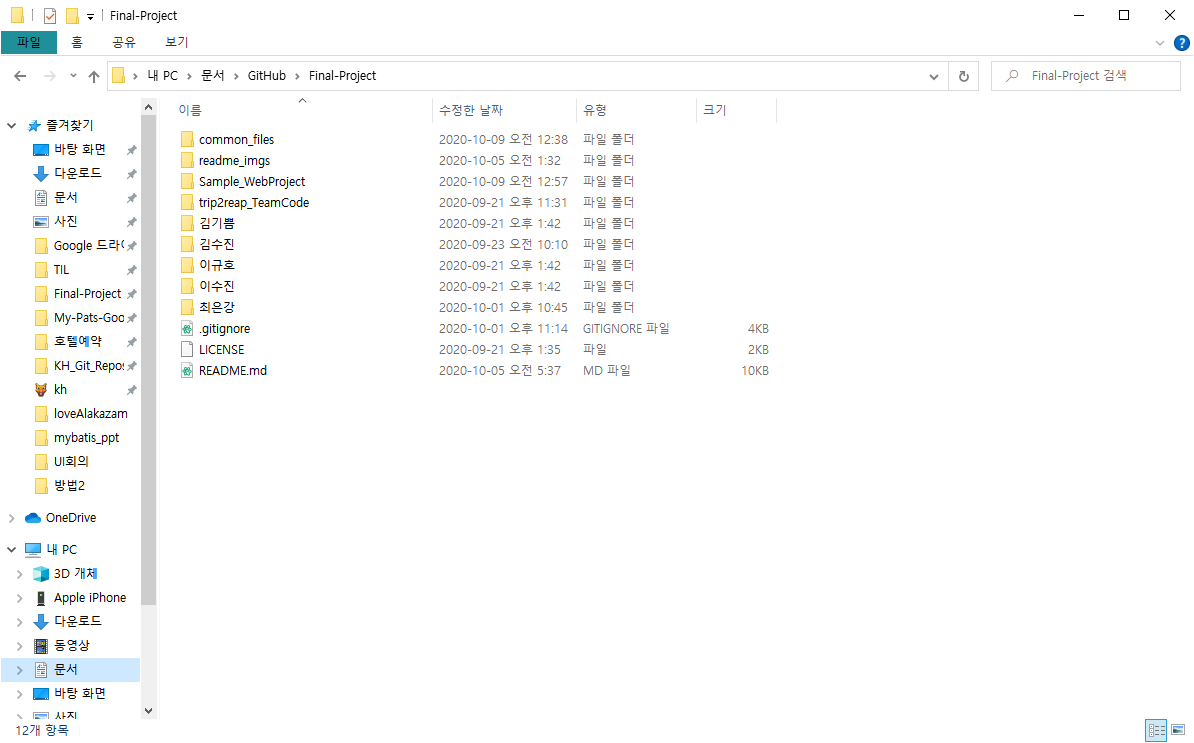 Final-Project
파일 홈 공유 보기
내 PC 문서 GitHub Final-Project
Final-Project 검색
즐겨찾기
바탕 화면
다운로드
문서
사진
Google 드라이
TIL
Final-Project
My-Pats-Goo
호텔예약
KH_Git_Repos
kh
loveAlakazam
mybatis_ppt
UI회의
방법2
OneDrive
내 PC
3D 개체
Apple iPhone
다운로드
동영상
문서
바탕 화면
사진
이름 수정한 날짜 유형 크기
common_files 2020-10-09 오전 12:38 파일 폴더
readme_imgs 2020-10-05 오전 1:32 파일 폴더
Sample_WebProject 2020-10-09 오전 12:57 파일 폴더
trip2reap_TeamCode 2020-09-21 오후 11:31 파일 폴더
김기쁨 2020-09-21 오후 1:42 파일 폴더
김수진 2020-09-23 오전 10:10 파일 폴더
이규호 2020-09-21 오후 1:42 파일 폴더
이수진 2020-09-21 오후 1:42 파일 폴더
최은강 2020-10-01 오후 10:45 파일 폴더
.gitignore 2020-10-01 오후 11:14 GITIGNORE 파일 4KB
LICENSE 2020-09-21 오후 1:35 파일 2KB
README.md 2020-10-05 오전 5:37 MD 파일 10KB
12개 항목